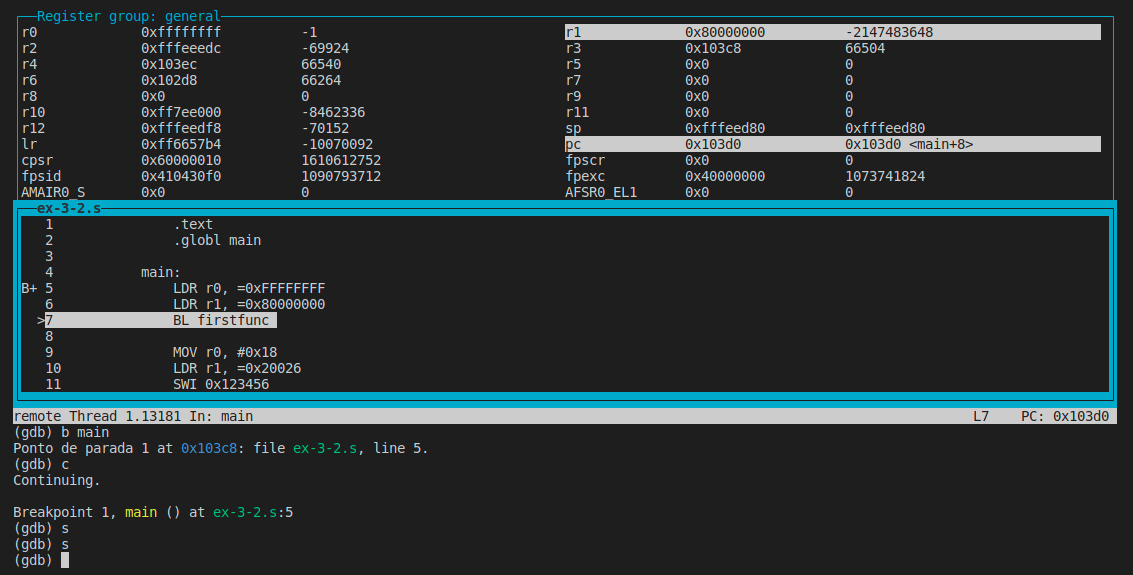 Register group: general
r0 0xffffffff -1 r1 0x80000000 -2147483648
r2 0xfffeeedc -69924 r3 0x103c8 66504
r4 0x103ec 66540 r5 0x0 0
r6 0x102d8 66264 r7 0x0 0
r8 0x0 0 r9 0x0 0
r10 0xff7ee000 -8462336 r11 0x0 0
r12 0xfffeedf8 -70152 sp 0xfffeed80 0xfffeed80
lr 0xff6657b4 -10070092 pc 0x103d0 0x103d0 <main+8>
cpsr 0x60000010 1610612752 fpscr 0x0 0
fpsid 0x410430f0 1090793712 fpexc 0x40000000 1073741824
AMAIR0_S 0x0 0 AFSR0_EL1 0x0 0
ex-3-2.s
1 .text
2 .globl main
3
4 main:
B+ 5 LDR r0, =0xFFFFFFFF
6 LDR r1, =0x80000000
>7 BL firstfunc
8
9 MOV r0, #0x18
10 LDR r1, =0x20026
11 SWI 0x123456
remote Thread 1.13181 In: main L7 PC: 0x103d0
(gdb) b main
Ponto de parada 1 at 0x103c8: file ex-3-2.s, line 5.
(gdb) c
Continuing.
Breakpoint 1, main () at ex-3-2.s:5
(gdb) s
(gdb) s
(gdb)